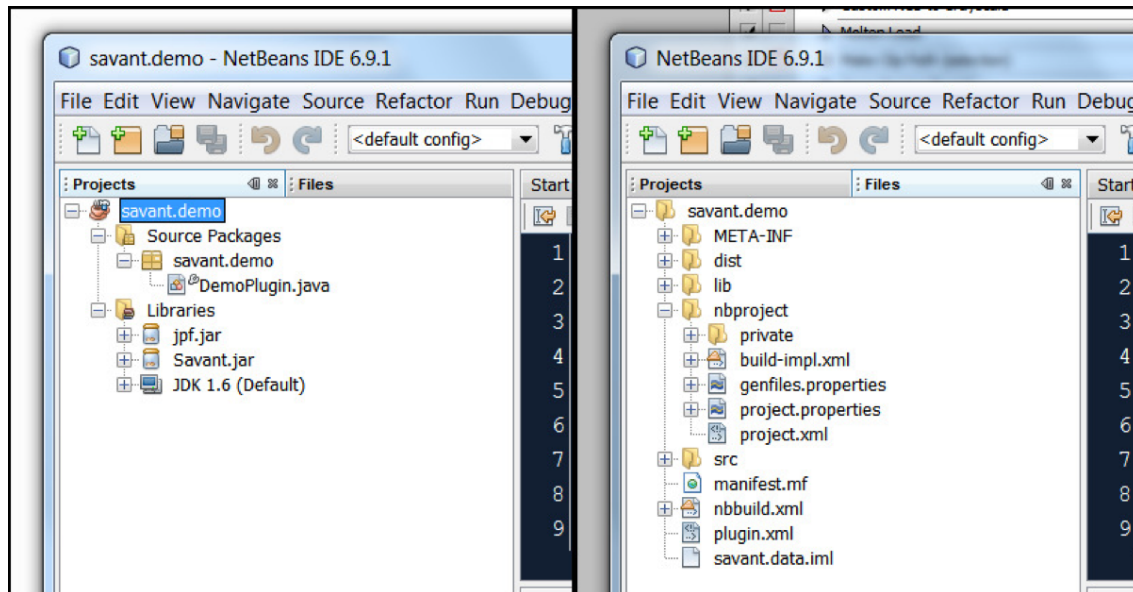 savant.demo - NetBeans IDE 6.9.1
File Edit View Navigate Source Refactor Run Debug
<default config>
Projects
Files
Start
savant.demo
Source Packages
savant.demo
DemoPlugin.java
Libraries
jpf.jar
Savant.jar
JDK 1.6 (Default)
1
2
3
4
5
6
7
8
9
Molten Lead
NetBeans IDE 6.9.1
File Edit View Navigate Source Refactor Run Debug
<default config>
Projects
Files
Start
savant.demo
META-INF
dist
lib
nbproject
private
build-impl.xml
genfiles.properties
project.properties
project.xml
src
manifest.mf
nbbuild.xml
plugin.xml
savant.data.iml
1
2
3
4
5
6
7
8
9